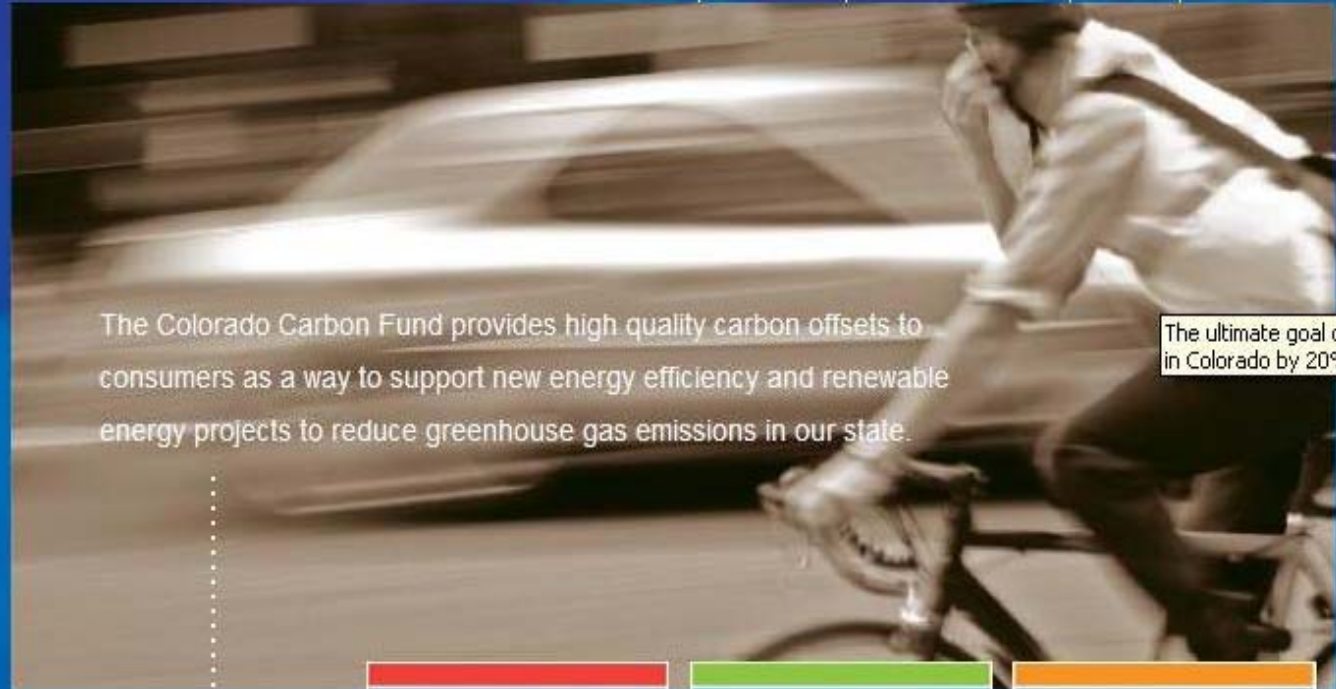 The Colorado Carbon Fund provides high quality carbon offsets to
consumers as a way to support new energy efficiency and renewable
energy projects to reduce greenhouse gas emissions in our state.
The ultimate goal
in Colorado by 20